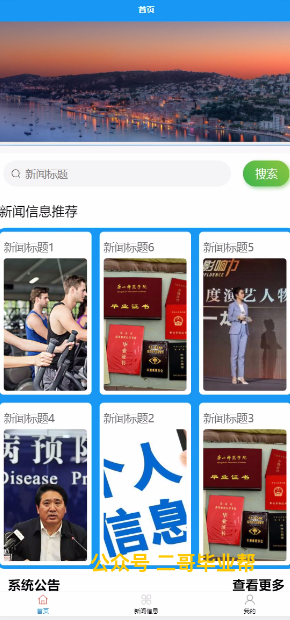 首页
新闻标题
搜索
新闻信息推荐
新闻标题1
新闻标题6
新闻标题5
影响力
度演艺人物
毕业证书
毕业证书
新闻标题4
新闻标题2
新闻标题3
病预防
Disease Pr
个人
信息
公众号 二哥毕业帮
系统公告
查看更多
首页
新闻信息
我的